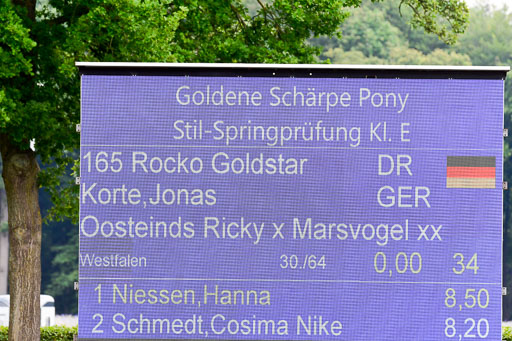 Goldene Schärpe Pony
Stil-Springprüfung Kl. E
165 Rocko Goldstar DR
Korte,Jonas GER
Oosteinds Ricky x Marsvogel xx
Westfalen 30./64 0,00 34
1 Niessen,Hanna 8,50
2 Schmedt,Cosima Nike 8,20